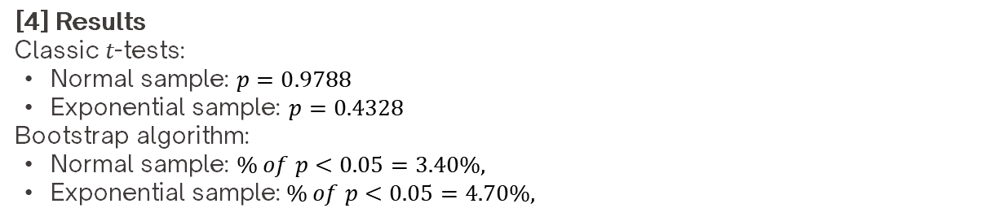 [4] Results
Classic t-tests:
• Normal sample: p = 0.9788
• Exponential sample: p = 0.4328
Bootstrap algorithm:
• Normal sample: % of p < 0.05 = 3.40%,
• Exponential sample: % of p < 0.05 = 4.70%,